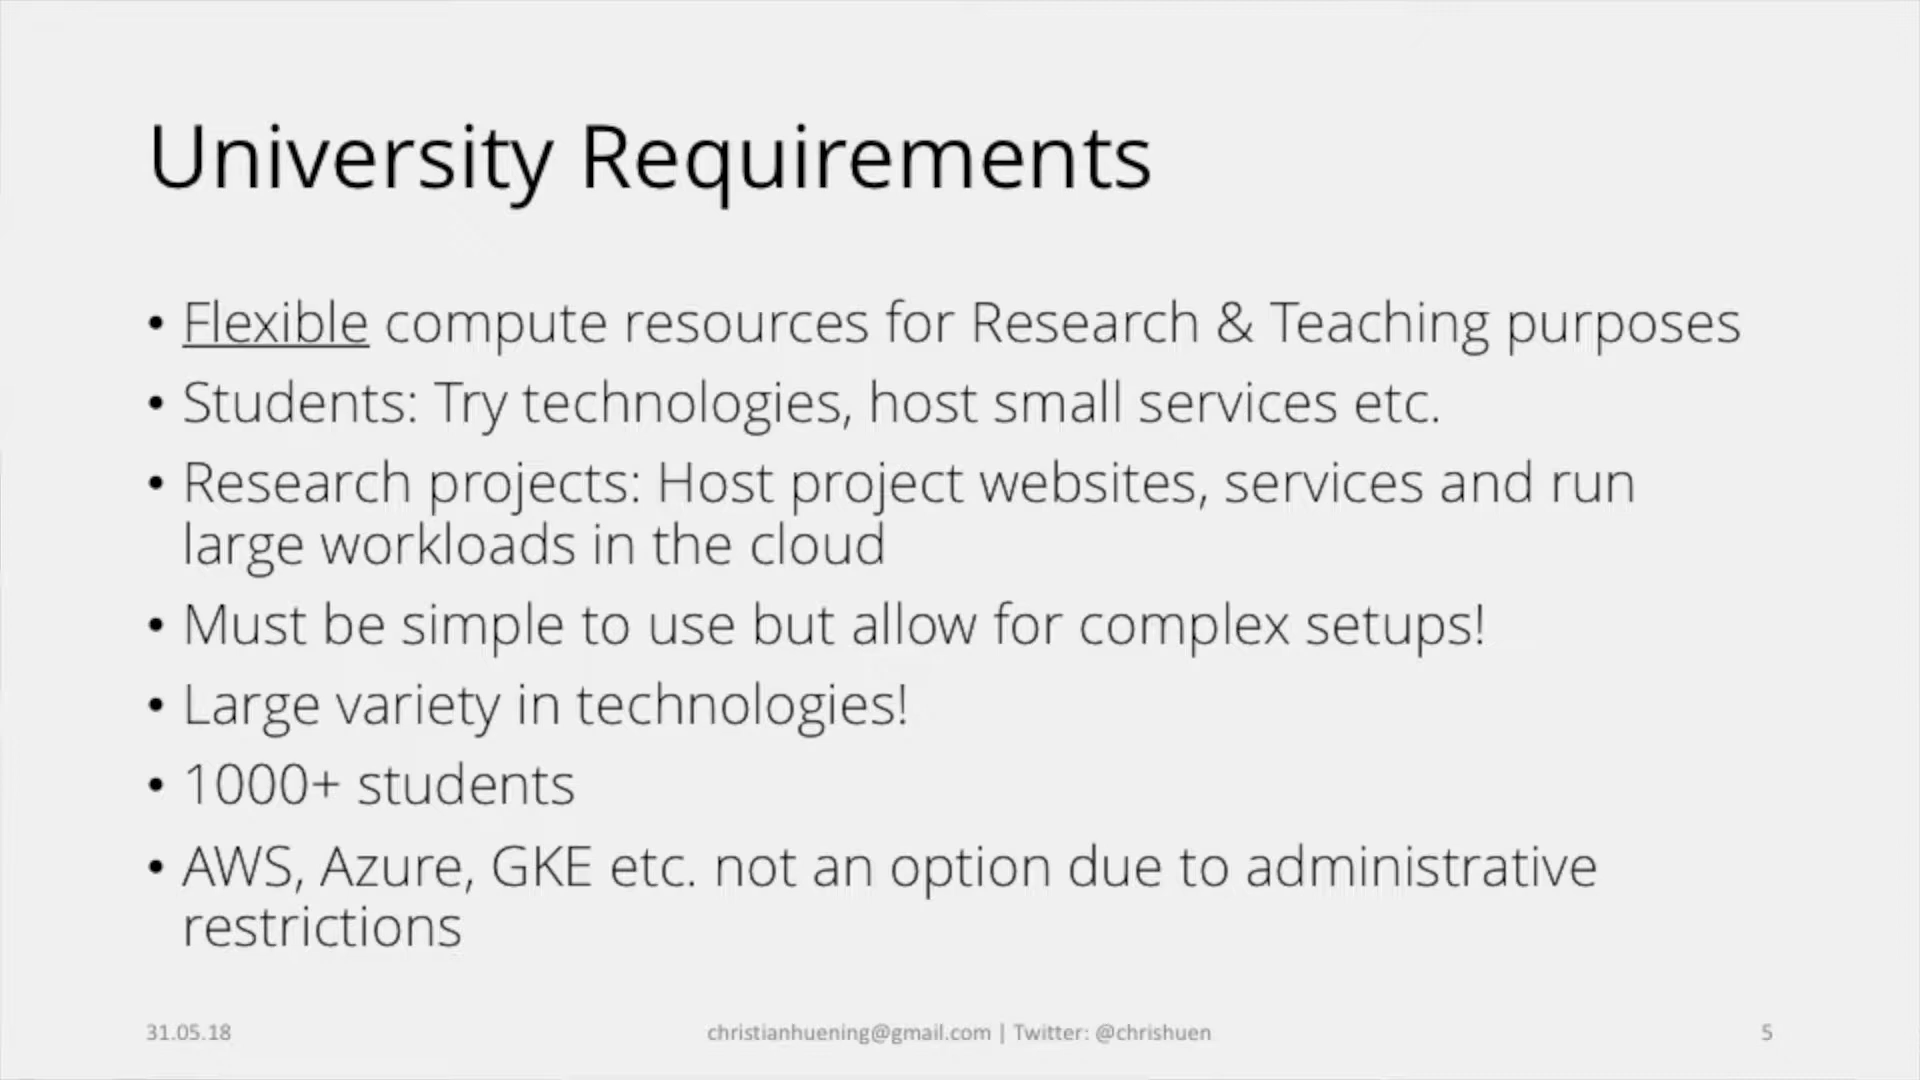 University Requirements
• Flexible compute resources for Research & Teaching purposes
• Students: Try technologies, host small services etc.
• Research projects: Host project websites, services and run
large workloads in the cloud
• Must be simple to use but allow for complex setups!
• Large variety in technologies!
• 1000+ students
• AWS, Azure, GKE etc. not an option due to administrative
restrictions
31.05.18
christianhuening@gmail.com | Twitter: @chrishuen
5